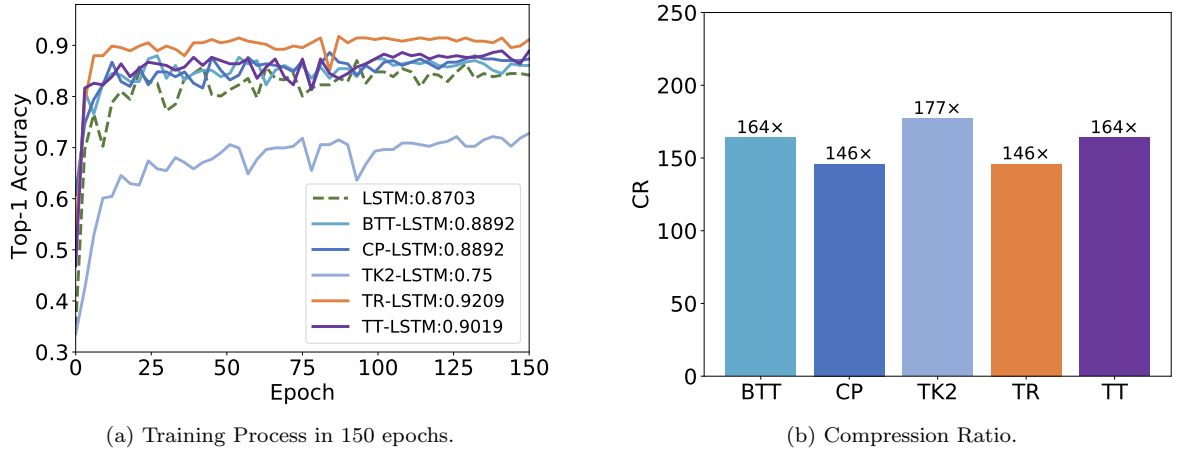 0.9
0.8
0.7
0.6
0.5
0.4
0.3
Top-1 Accuracy
LSTM:0.8703
BTT-LSTM:0.8892
CP-LSTM:0.8892
TK2-LSTM:0.75
TR-LSTM:0.9209
TT-LSTM:0.9019
0 25 50 75 100 125 150
Epoch
(a) Training Process in 150 epochs.
250
200
150
100
50
0
CR
164× 146× 177× 146× 164×
BTT CP TK2 TR TT
(b) Compression Ratio.